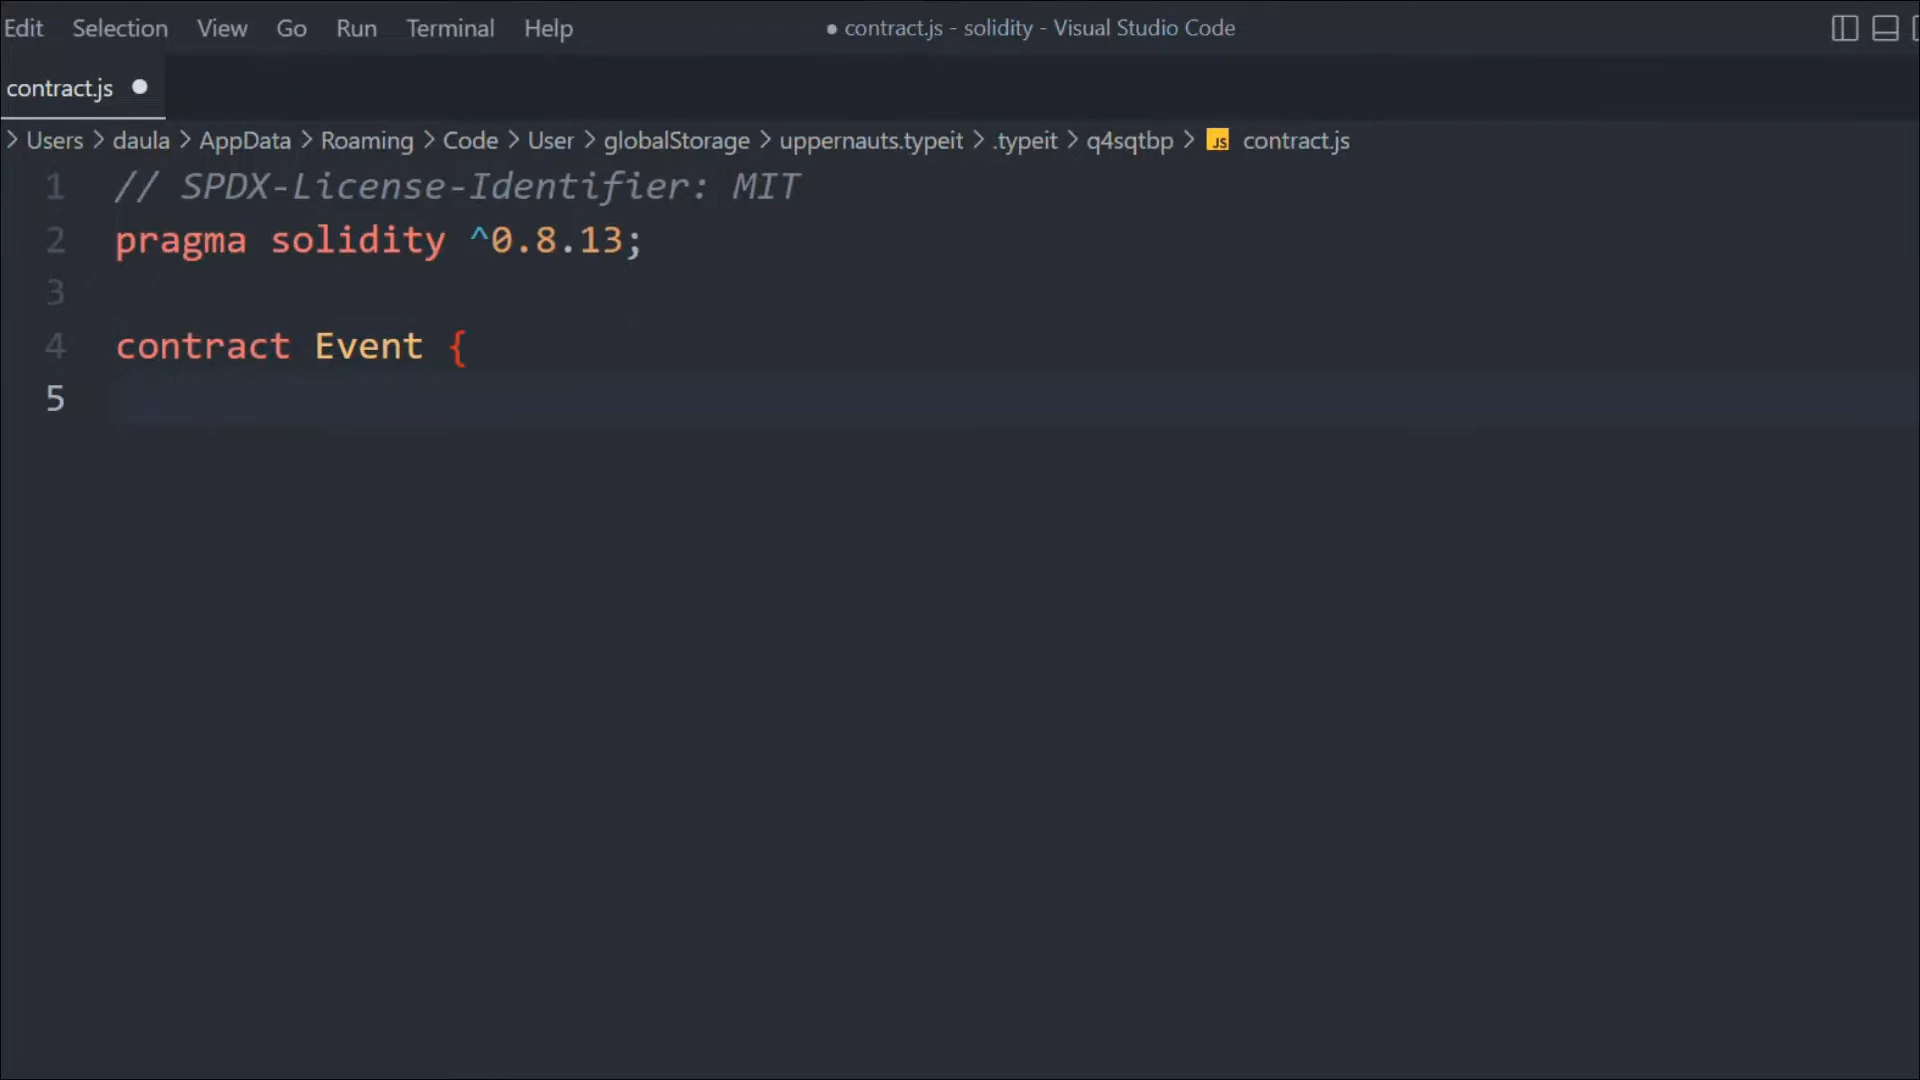 Edit Selection View Go Run Terminal Help ● contract.js - solidity - Visual Studio Code
contract.js ●
> Users > daula > AppData > Roaming > Code > User > globalStorage > uppernauts.typeit > .typeit > q4sqtbp > JS contract.js
1 // SPDX-License-Identifier: MIT
2 pragma solidity ^0.8.13;
3
4 contract Event {
5